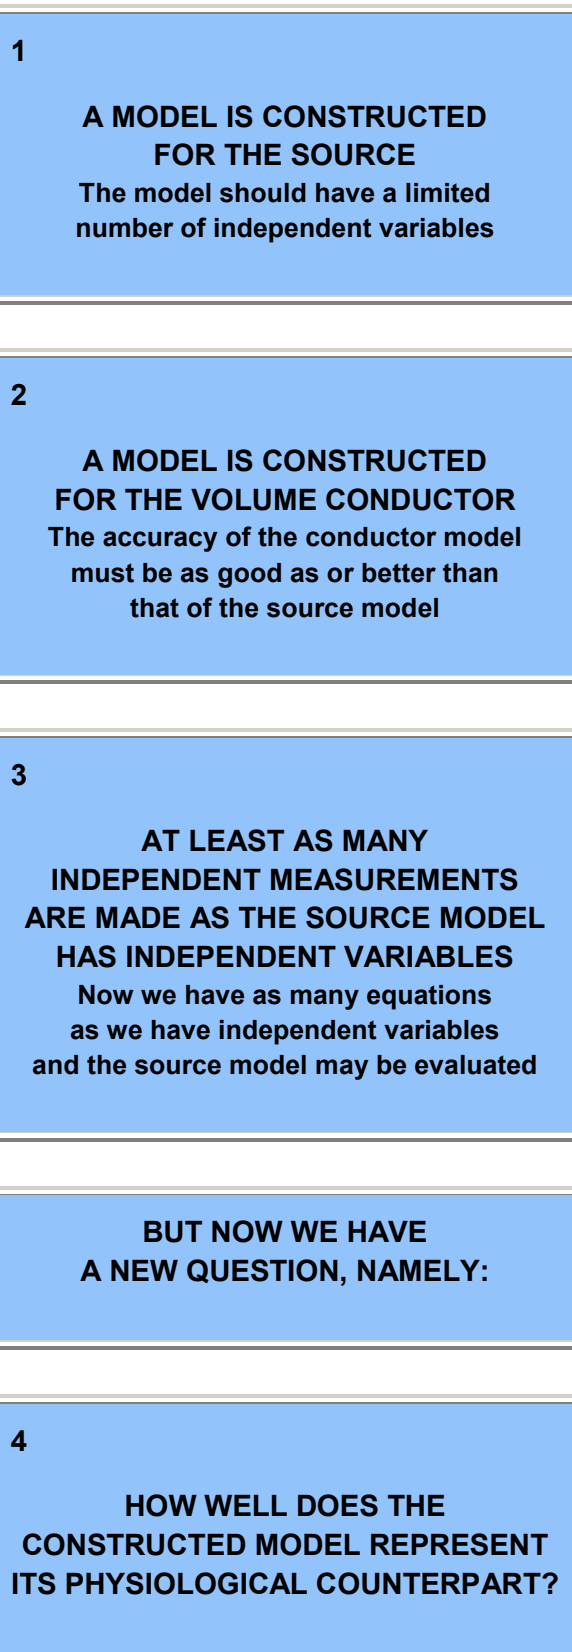 1
A MODEL IS CONSTRUCTED
FOR THE SOURCE
The model should have a limited
number of independent variables
2
A MODEL IS CONSTRUCTED
FOR THE VOLUME CONDUCTOR
The accuracy of the conductor model
must be as good as or better than
that of the source model
3
AT LEAST AS MANY
INDEPENDENT MEASUREMENTS
ARE MADE AS THE SOURCE MODEL
HAS INDEPENDENT VARIABLES
Now we have as many equations
as we have independent variables
and the source model may be evaluated
BUT NOW WE HAVE
A NEW QUESTION, NAMELY:
4
HOW WELL DOES THE
CONSTRUCTED MODEL REPRESENT
ITS PHYSIOLOGICAL COUNTERPART?